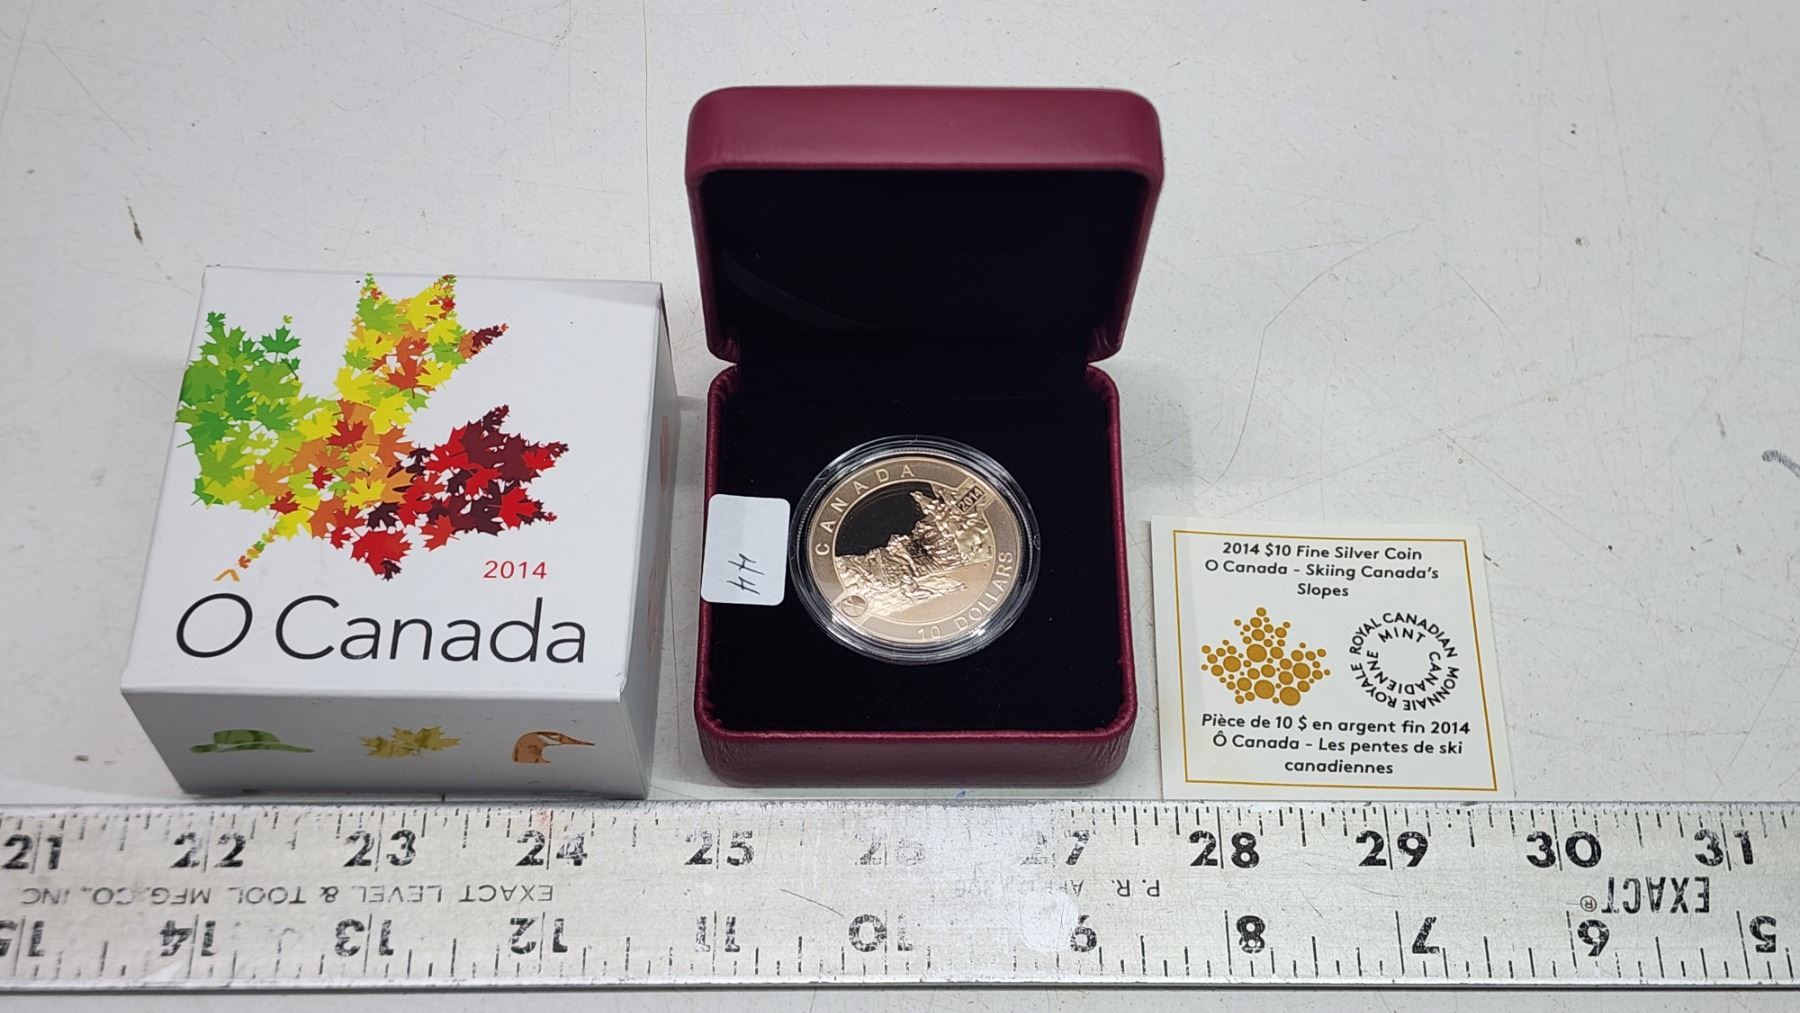 2014
O Canada
44
CANADA
2014
10 DOLLARS
2014 $10 Fine Silver Coin
O Canada - Skiing Canada's
Slopes
ROYAL CANADIAN MINT
MONNAIE ROYALE CANADIENNE
Pièce de 10 $ en argent fin 2014
Ô Canada - Les pentes de ski
canadiennes
21 22 23 24 25 26 27 28 29 30 31
EXACT LEVEL & TOOL MFG. CO., INC
P. R.
EXACT®
15 14 13 12 11 10 9 8 7 6 5